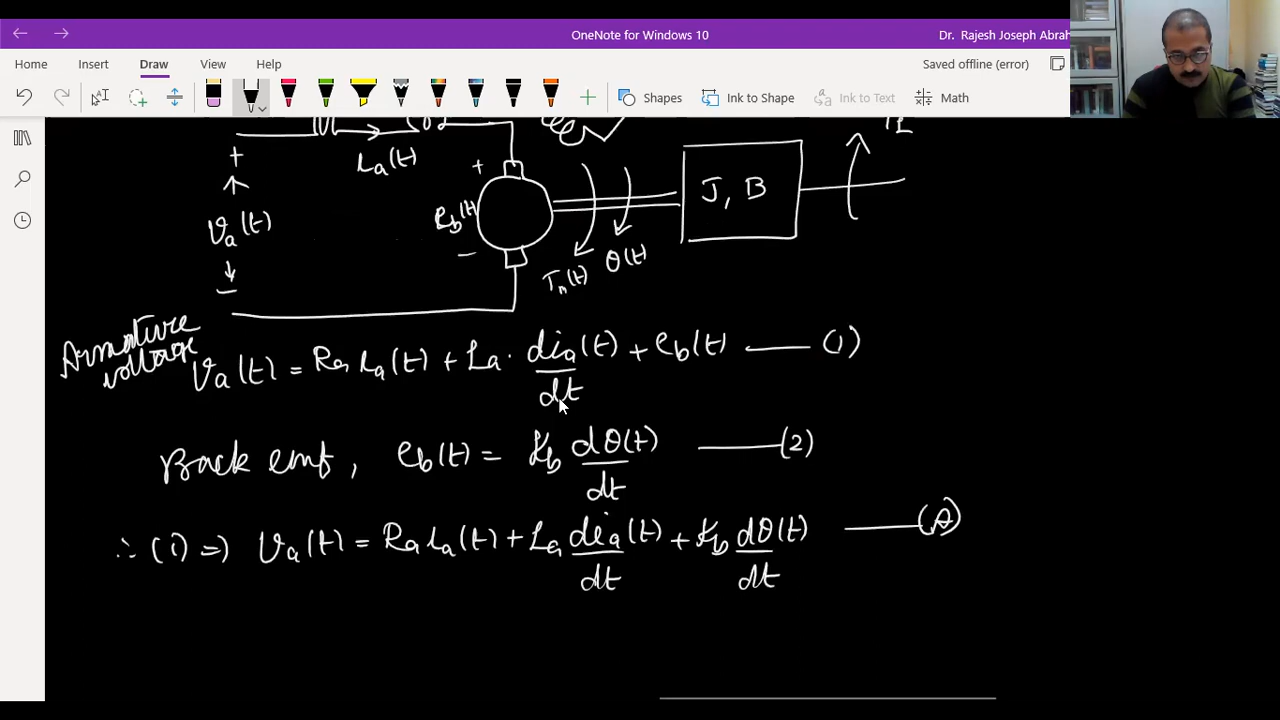 OneNote for Windows 10
Dr. Rajesh Joseph Abrah
Home Insert Draw View Help
Saved offline (error)
Shapes Ink to Shape Ink to Text Math
ia(t)
+
va(t)
−
+
eb(t)
−
Tm(t) θ(t)
J, B
TL
Armature voltage
va(t) = Ra ia(t) + La · dia(t)/dt + eb(t) —— (1)
Back emf, eb(t) = Kb dθ(t)/dt —— (2)
∴ (1) ⇒ va(t) = Ra ia(t) + La dia(t)/dt + Kb dθ(t)/dt —— (A)